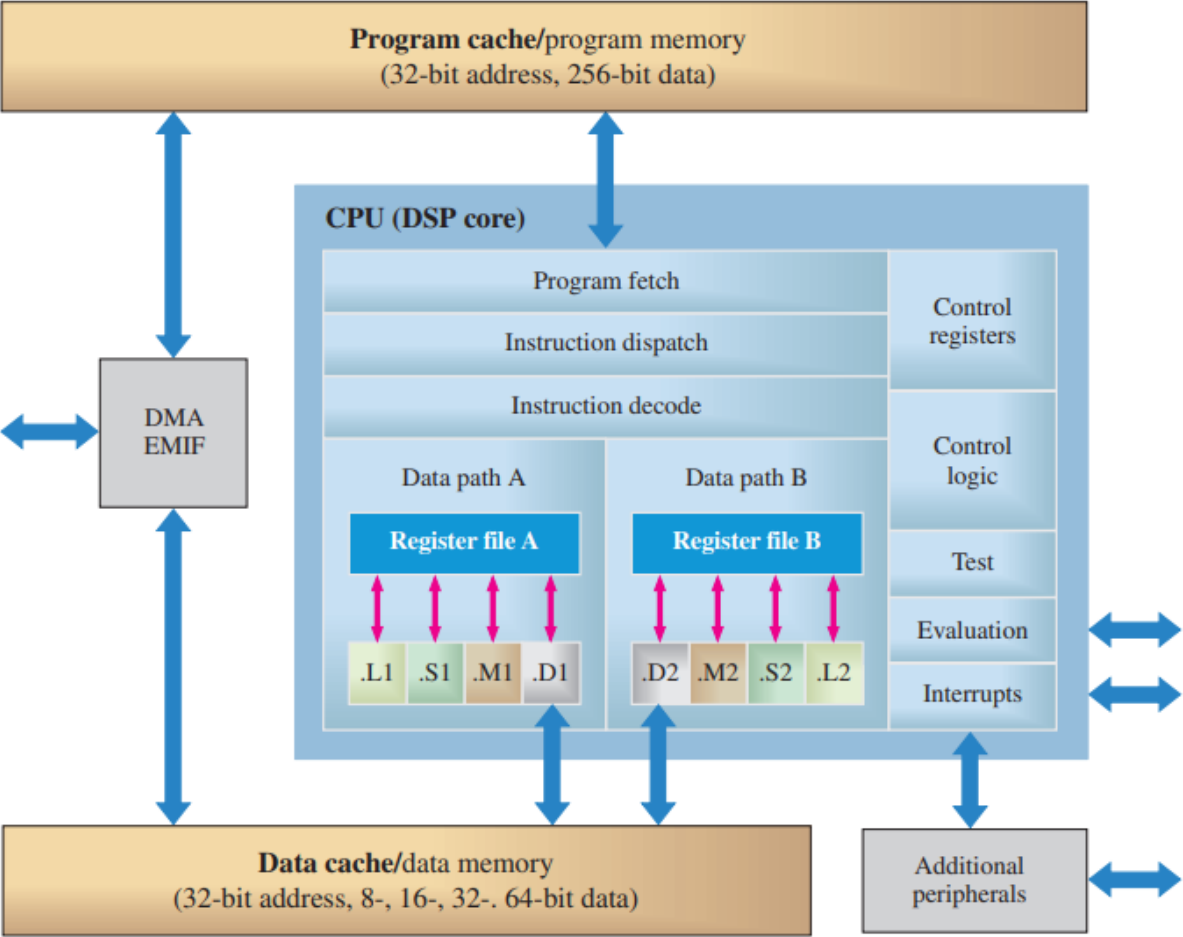 Program cache/program memory
(32-bit address, 256-bit data)
CPU (DSP core)
Program fetch
Instruction dispatch
Instruction decode
Control
registers
Control
logic
Test
Evaluation
Interrupts
DMA
EMIF
Data path A
Data path B
Register file A
Register file B
.L1 .S1 .M1 .D1
.D2 .M2 .S2 .L2
Data cache/data memory
(32-bit address, 8-, 16-, 32-. 64-bit data)
Additional
peripherals